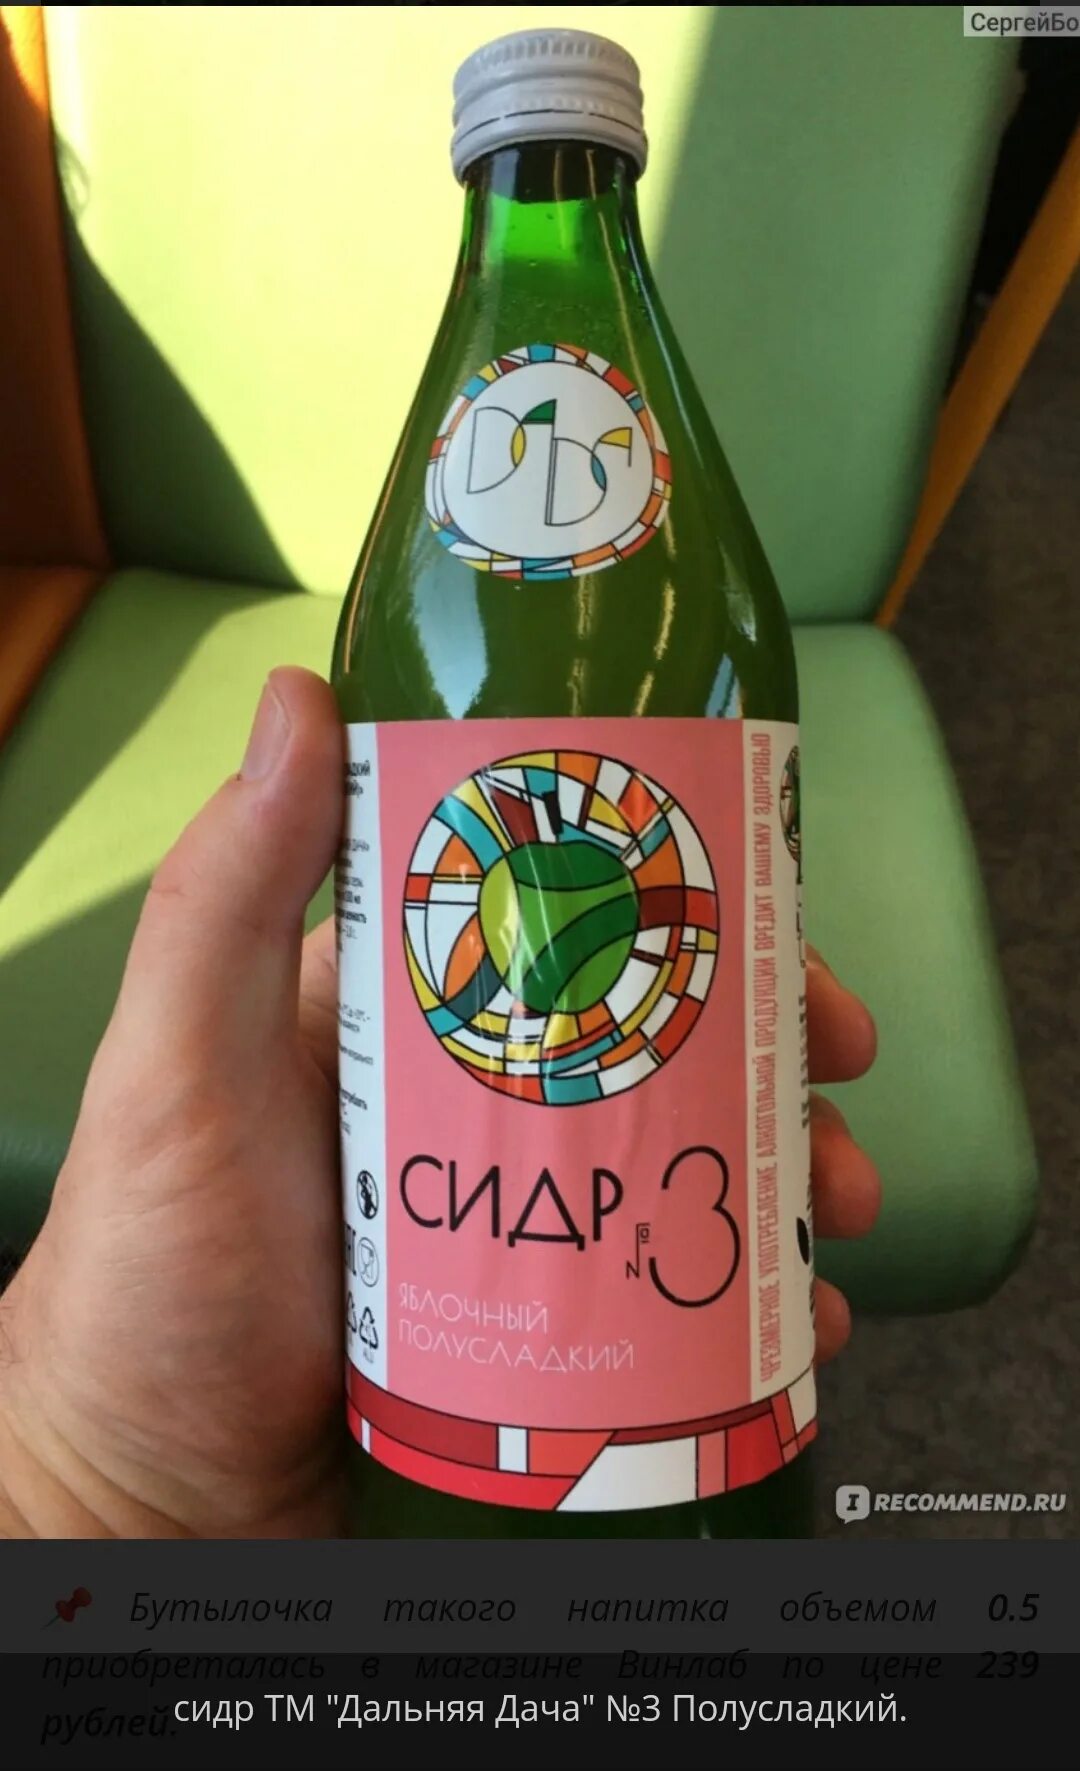 СергейБо
СИДР №3
ЯБЛОЧНЫЙ
ПОЛУСЛАДКИЙ
ЧРЕЗМЕРНОЕ УПОТРЕБЛЕНИЕ АЛКОГОЛЬНОЙ ПРОДУКЦИИ ВРЕДИТ ВАШЕМУ ЗДОРОВЬЮ
IRECOMMEND.RU
Бутылочка такого напитка объемом 0.5
приобреталась в магазине Винлаб по цене 239
рублей.
сидр ТМ "Дальняя Дача" №3 Полусладкий.